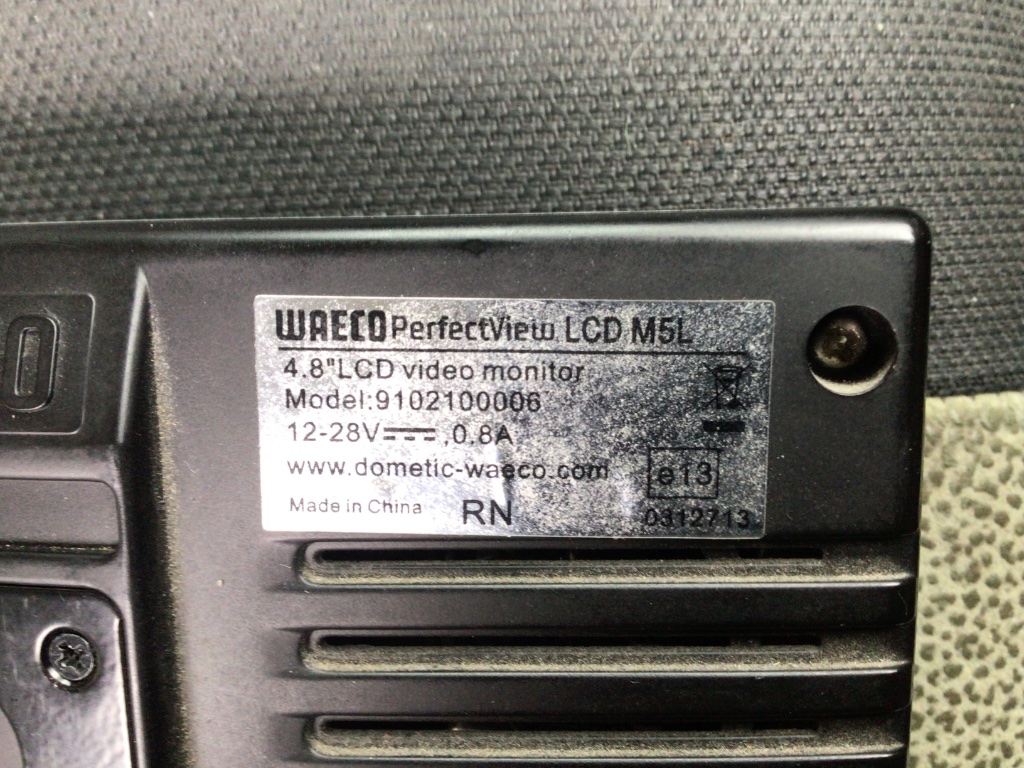 WAECO PerfectView LCD M5L
4.8"LCD video monitor
Model:9102100006
12-28V⎓,0.8A
www.dometic-waeco.com
e13
Made in China
RN
0312713
O